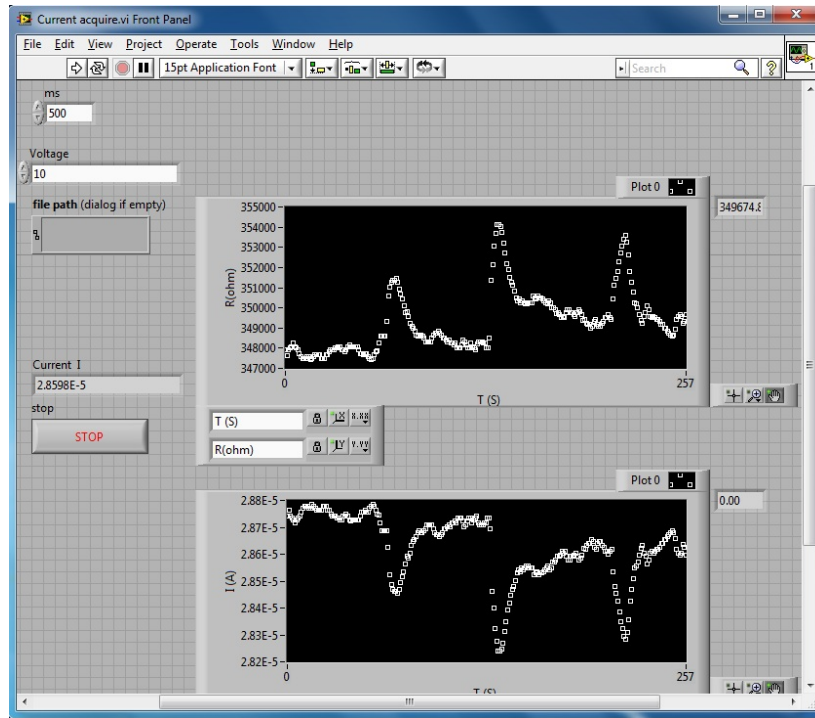 Current acquire.vi Front Panel
File Edit View Project Operate Tools Window Help
15pt Application Font
Search
1
ms
500
Voltage
10
file path (dialog if empty)
Plot 0
349674.8
355000
354000
353000
352000
351000
350000
349000
348000
347000
R(ohm)
0
257
T (S)
Current I
2.8598E-5
stop
STOP
T (S)
X.XX
R(ohm)
Y.YY
Plot 0
0.00
2.88E-5
2.87E-5
2.86E-5
2.85E-5
2.84E-5
2.83E-5
2.82E-5
I (A)
0
257
T (S)